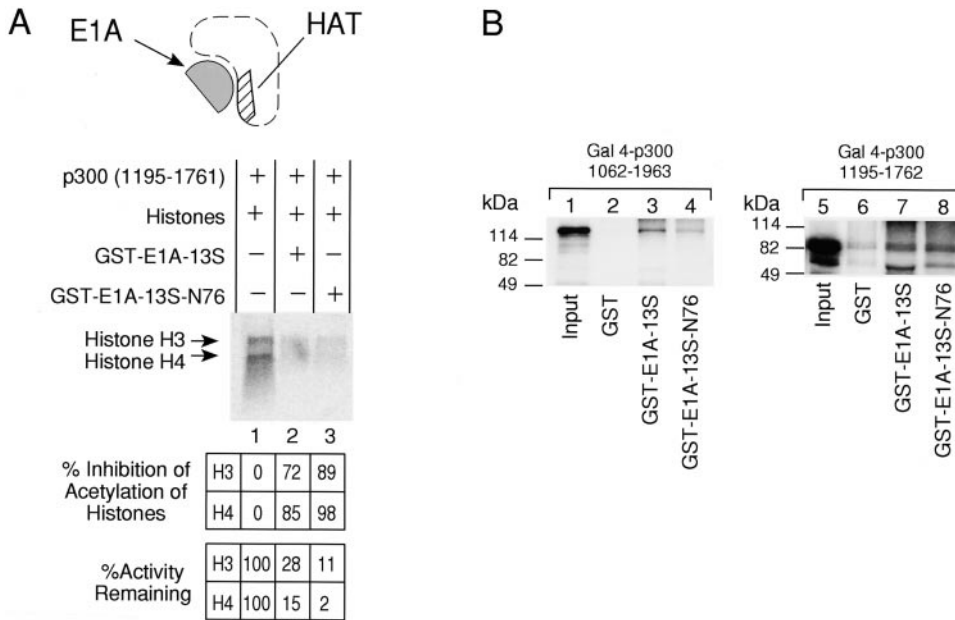 A
E1A
HAT
p300 (1195-1761) + + +
Histones + + +
GST-E1A-13S − + −
GST-E1A-13S-N76 − − +
Histone H3
Histone H4
1 2 3
% Inhibition of
Acetylation of
Histones
H3 0 72 89
H4 0 85 98
%Activity
Remaining
H3 100 28 11
H4 100 15 2
B
Gal 4-p300
1062-1963
kDa 1 2 3 4
114
82
49
Input
GST
GST-E1A-13S
GST-E1A-13S-N76
Gal 4-p300
1195-1762
kDa 5 6 7 8
114
82
49
Input
GST
GST-E1A-13S
GST-E1A-13S-N76